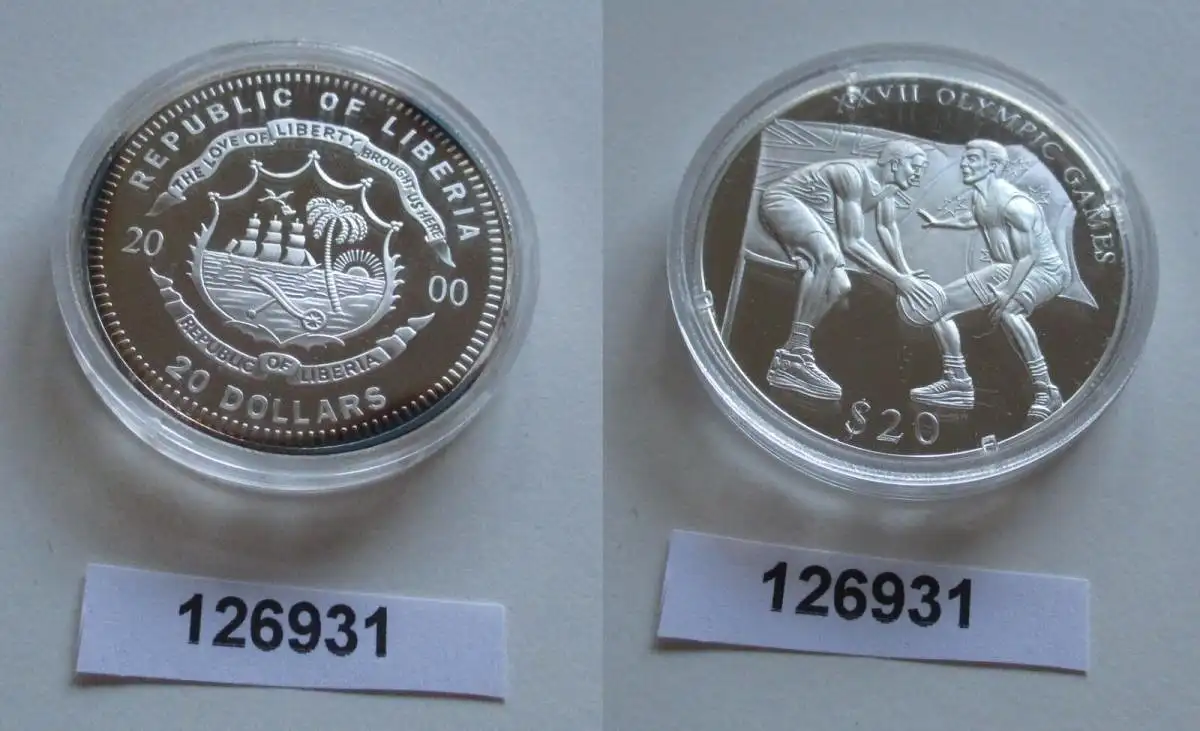 REPUBLIC OF LIBERIA
THE LOVE OF LIBERTY BROUGHT US HERE
20 00
REPUBLIC OF LIBERIA
20 DOLLARS
126931
XXVII OLYMPIC GAMES
$20
126931